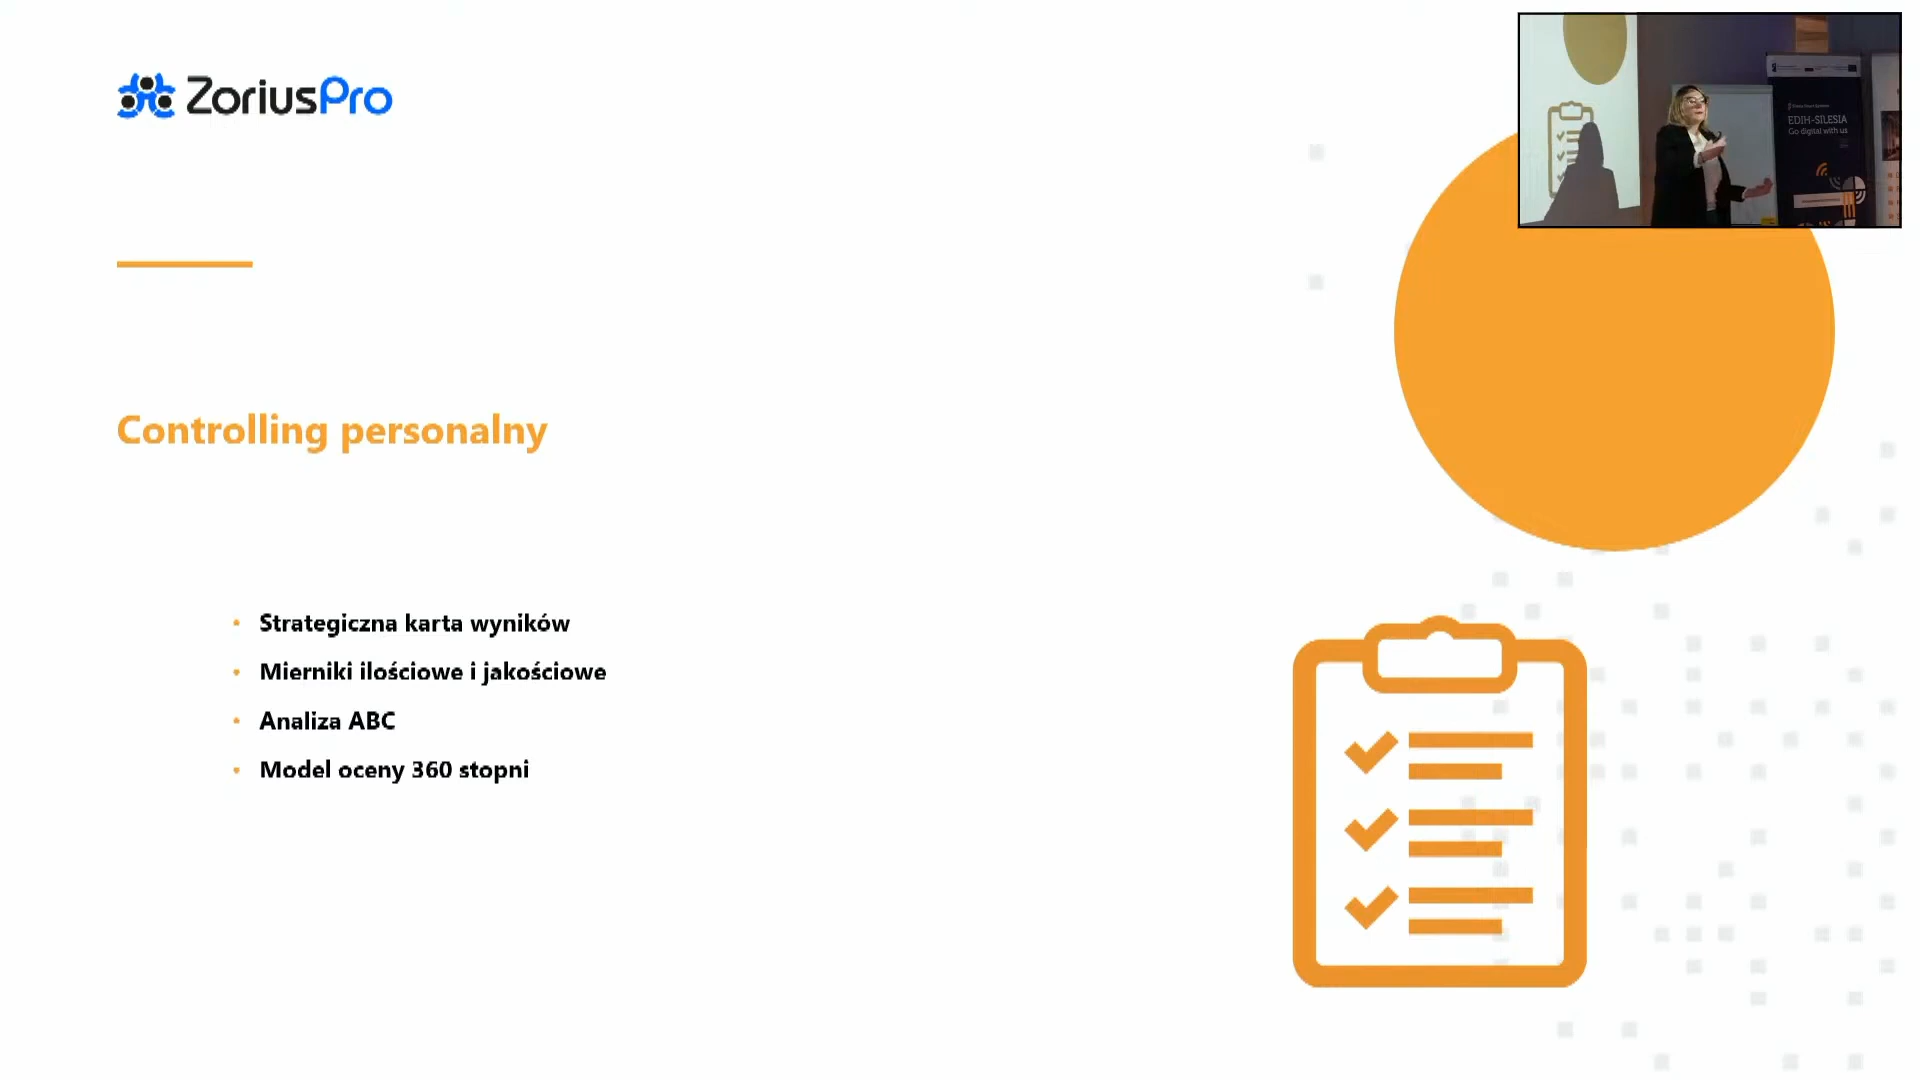 ZoriusPro
Controlling personalny
• Strategiczna karta wyników
• Mierniki ilościowe i jakościowe
• Analiza ABC
• Model oceny 360 stopni
EDIH-SILESIA
Go digital with us